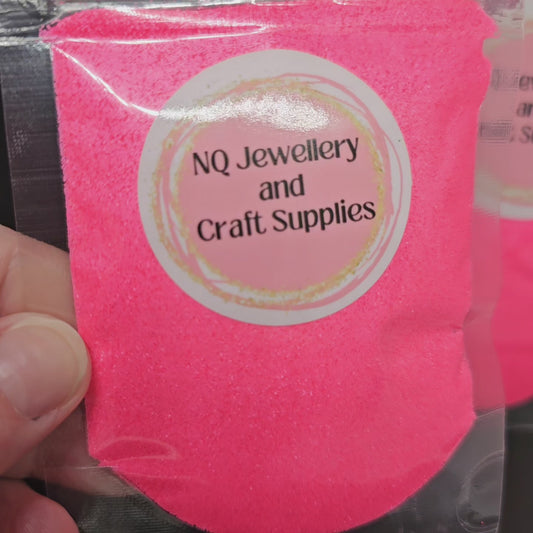 NQ Jewellery
and
Craft Supplies